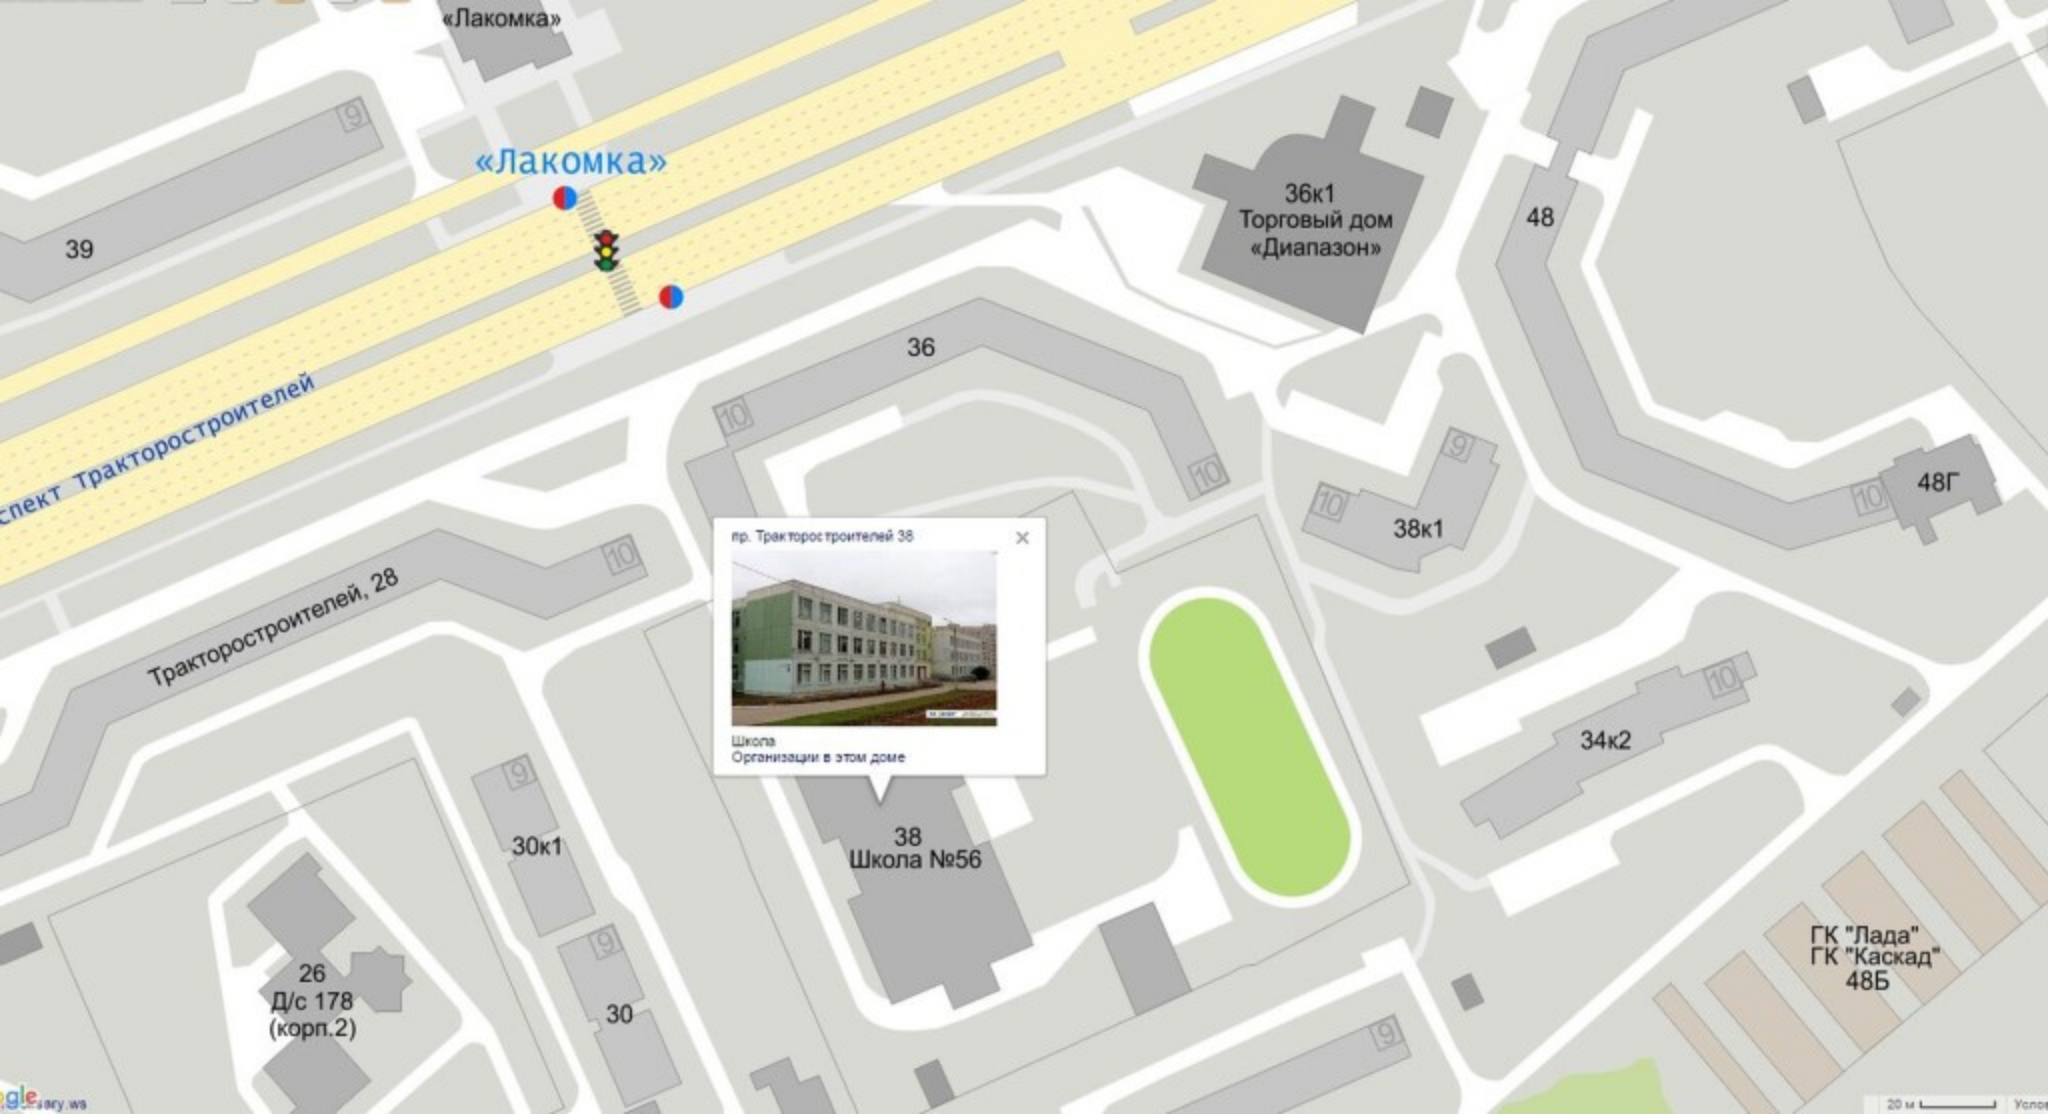 «Лакомка»
9
«Лакомка»
39
36к1
Торговый дом
«Диапазон»
48
36
спект Тракторостроителей
10
10
9
10
38к1
10
48Г
пр. Тракторостроителей 38
10
Тракторостроителей, 28
Школа
Организации в этом доме
10
34к2
9
30к1
38
Школа №56
9
ГК "Лада"
ГК "Каскад"
48Б
26
Д/с 178
(корп.2)
30
9
20 м